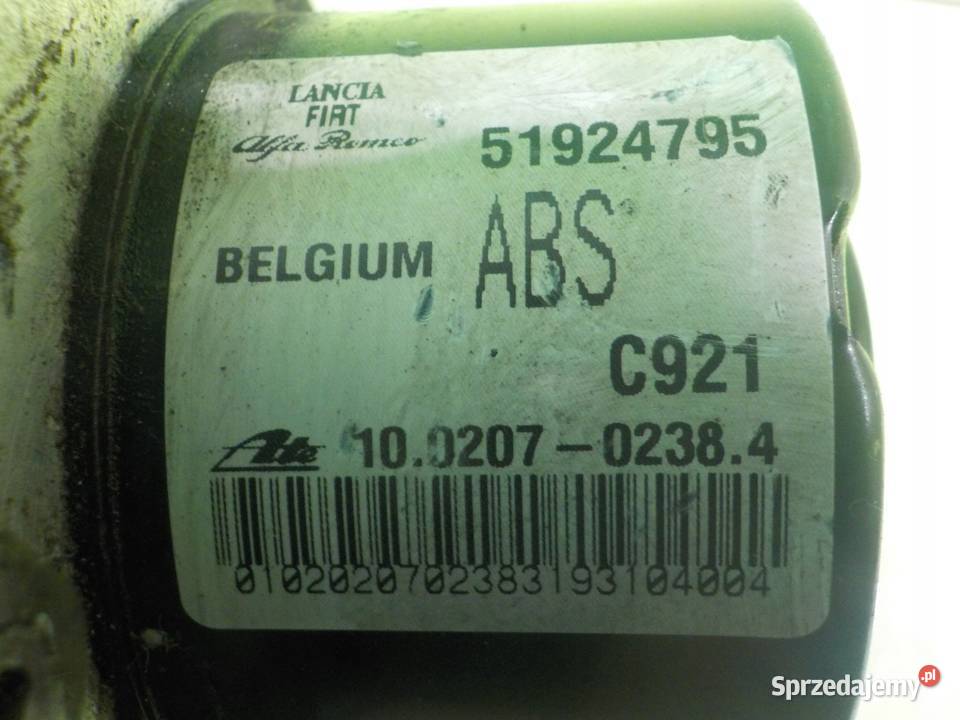 LANCIA
FIAT
Alfa Romeo
51924795
BELGIUM ABS
C921
Ate 10.0207-0238.4
0102020702383193104004
Sprzedajemy.pl